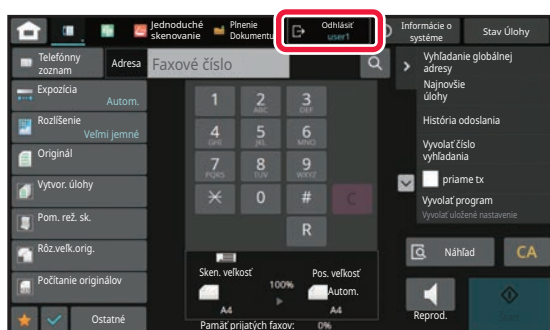 Jednoduché
skenovanie
Plnenie
Dokumentu
Odhlásiť
user1
Informácie o
systéme
Stav Úlohy
Telefónny
zoznam
Adresa
Faxové číslo
Vyhľadanie globálnej
adresy
Najnovšie
úlohy
História odoslania
Vyvolať číslo
vyhľadania
priame tx
Vyvolať program
Vyvolať uložené nastavenie
Expozícia
Autom.
Rozlíšenie
Veľmi jemné
Originál
Vytvor. úlohy
Pom. rež. sk.
Rôz.veľk.orig.
Počítanie originálov
Ostatné
1
2
ABC
3
DEF
4
GHI
5
JKL
6
MNO
7
PQRS
8
TUV
9
WXYZ
0
#
C
R
Sken. veľkosť
100%
Pos. veľkosť
Autom.
A4
A4
Pamäť prijatých faxov: 0%
Náhľad
CA
Reprod.
Štart